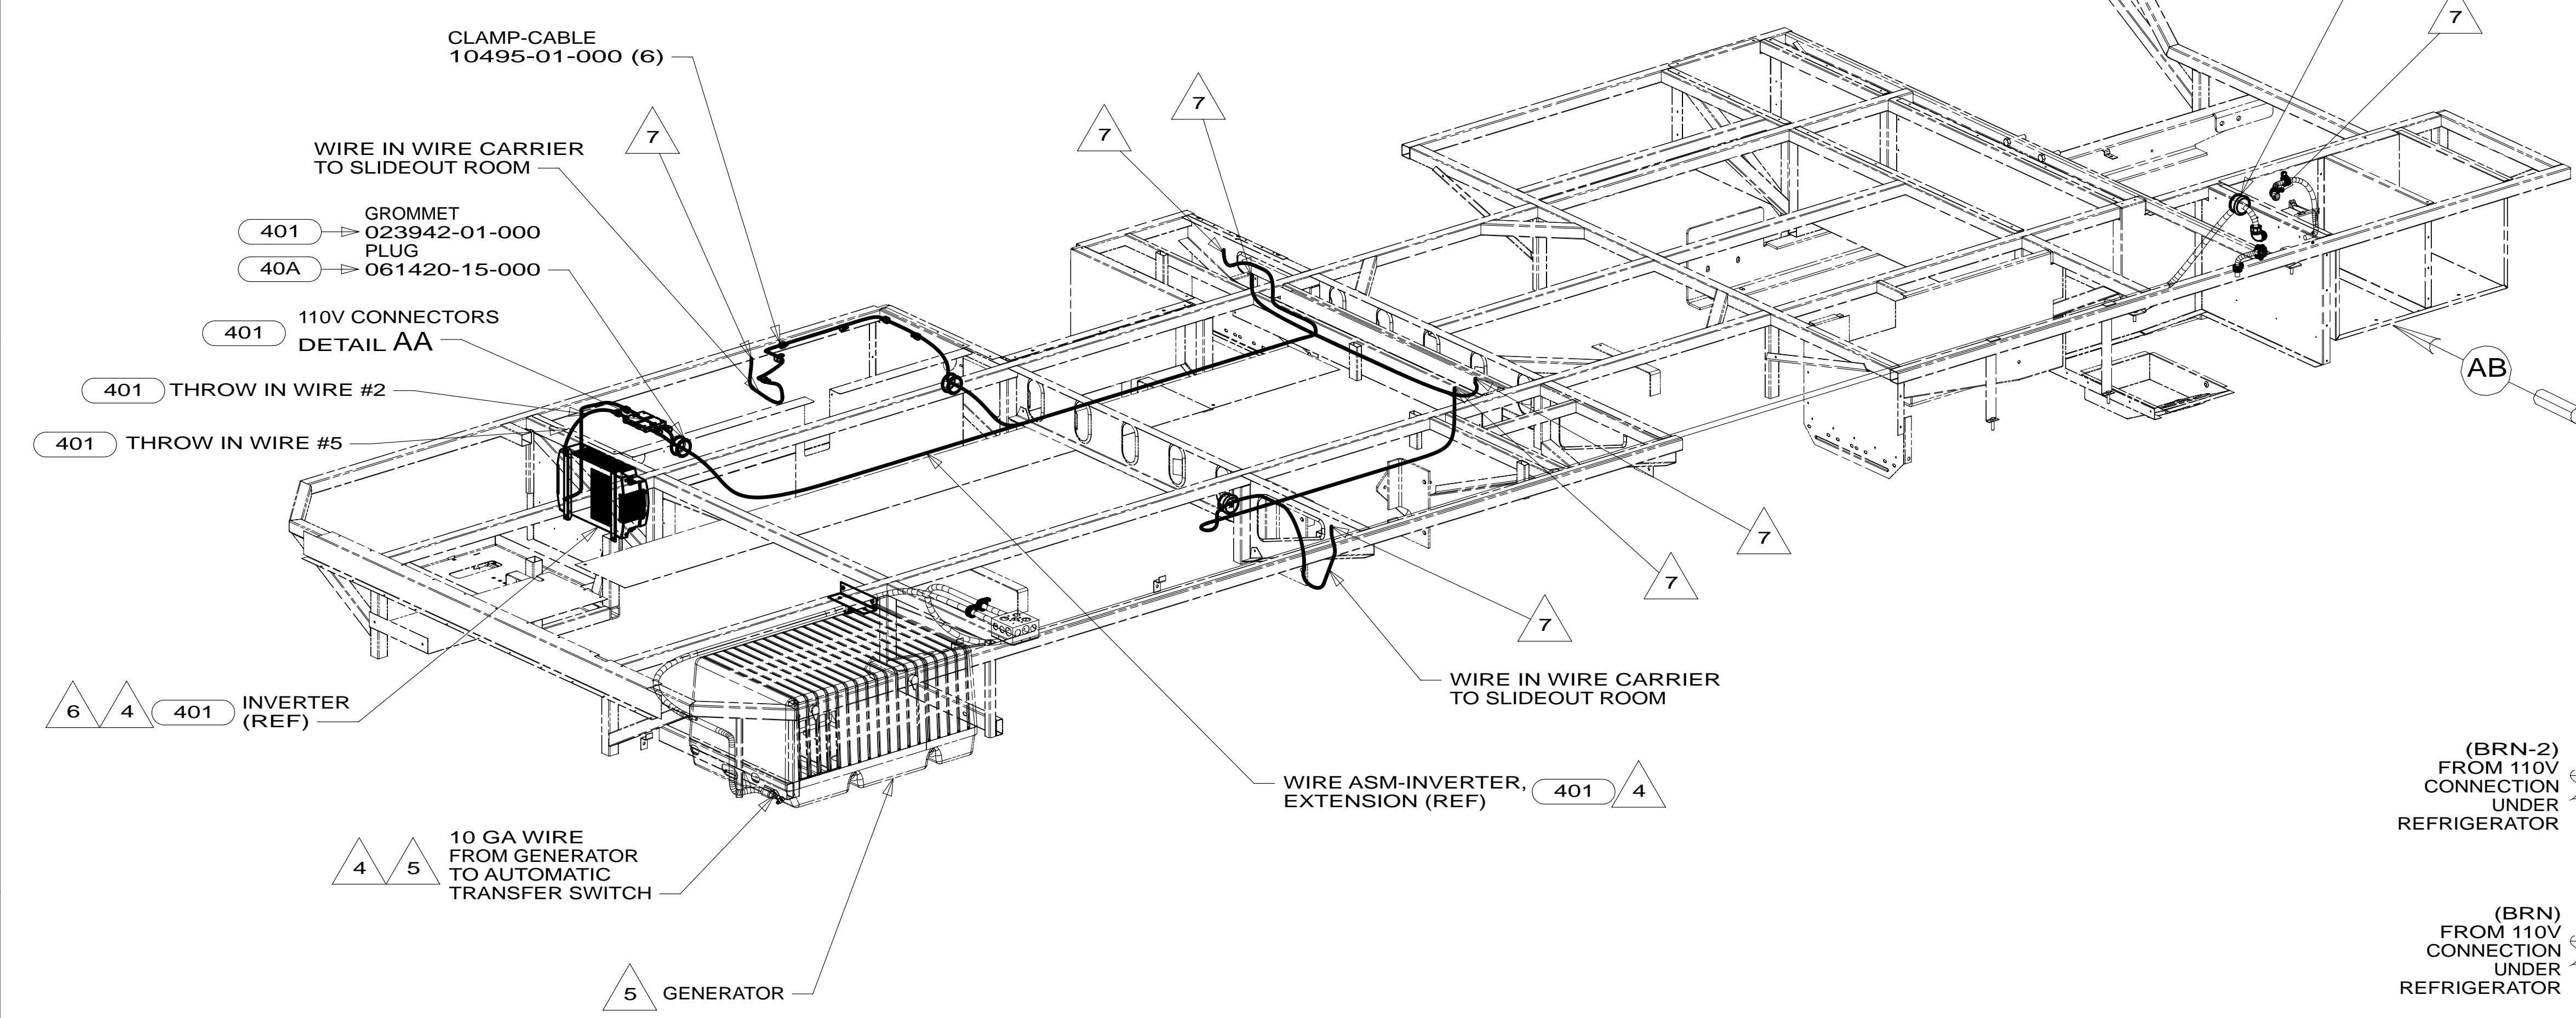 CLAMP-CABLE
10495-01-000 (6)
7
7
7
7
WIRE IN WIRE CARRIER
TO SLIDEOUT ROOM
401
GROMMET
023942-01-000
PLUG
40A
061420-15-000
401
110V CONNECTORS
DETAIL AA
401 THROW IN WIRE #2
401 THROW IN WIRE #5
AB
7
7
7
6 4 401 INVERTER
(REF)
WIRE IN WIRE CARRIER
TO SLIDEOUT ROOM
WIRE ASM-INVERTER,
EXTENSION (REF)
401 4
4 5
10 GA WIRE
FROM GENERATOR
TO AUTOMATIC
TRANSFER SWITCH
5 GENERATOR
(BRN-2)
FROM 110V
CONNECTION
UNDER
REFRIGERATOR
(BRN)
FROM 110V
CONNECTION
UNDER
REFRIGERATOR